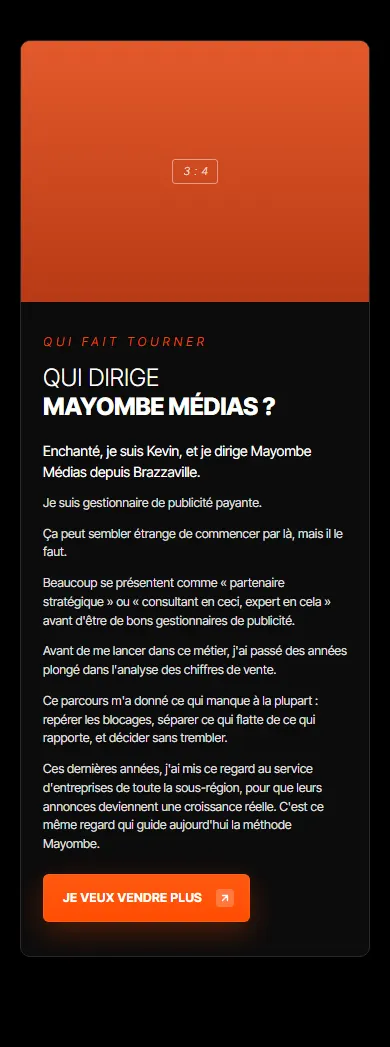 3 : 4
QUI FAIT TOURNER
QUI DIRIGE
MAYOMBE MÉDIAS ?
Enchanté, je suis Kevin, et je dirige Mayombe
Médias depuis Brazzaville.
Je suis gestionnaire de publicité payante.
Ça peut sembler étrange de commencer par là, mais il le
faut.
Beaucoup se présentent comme « partenaire
stratégique » ou « consultant en ceci, expert en cela »
avant d'être de bons gestionnaires de publicité.
Avant de me lancer dans ce métier, j'ai passé des années
plongé dans l'analyse des chiffres de vente.
Ce parcours m'a donné ce qui manque à la plupart :
repérer les blocages, séparer ce qui flatte de ce qui
rapporte, et décider sans trembler.
Ces dernières années, j'ai mis ce regard au service
d'entreprises de toute la sous-région, pour que leurs
annonces deviennent une croissance réelle. C'est ce
même regard qui guide aujourd'hui la méthode
Mayombe.
JE VEUX VENDRE PLUS